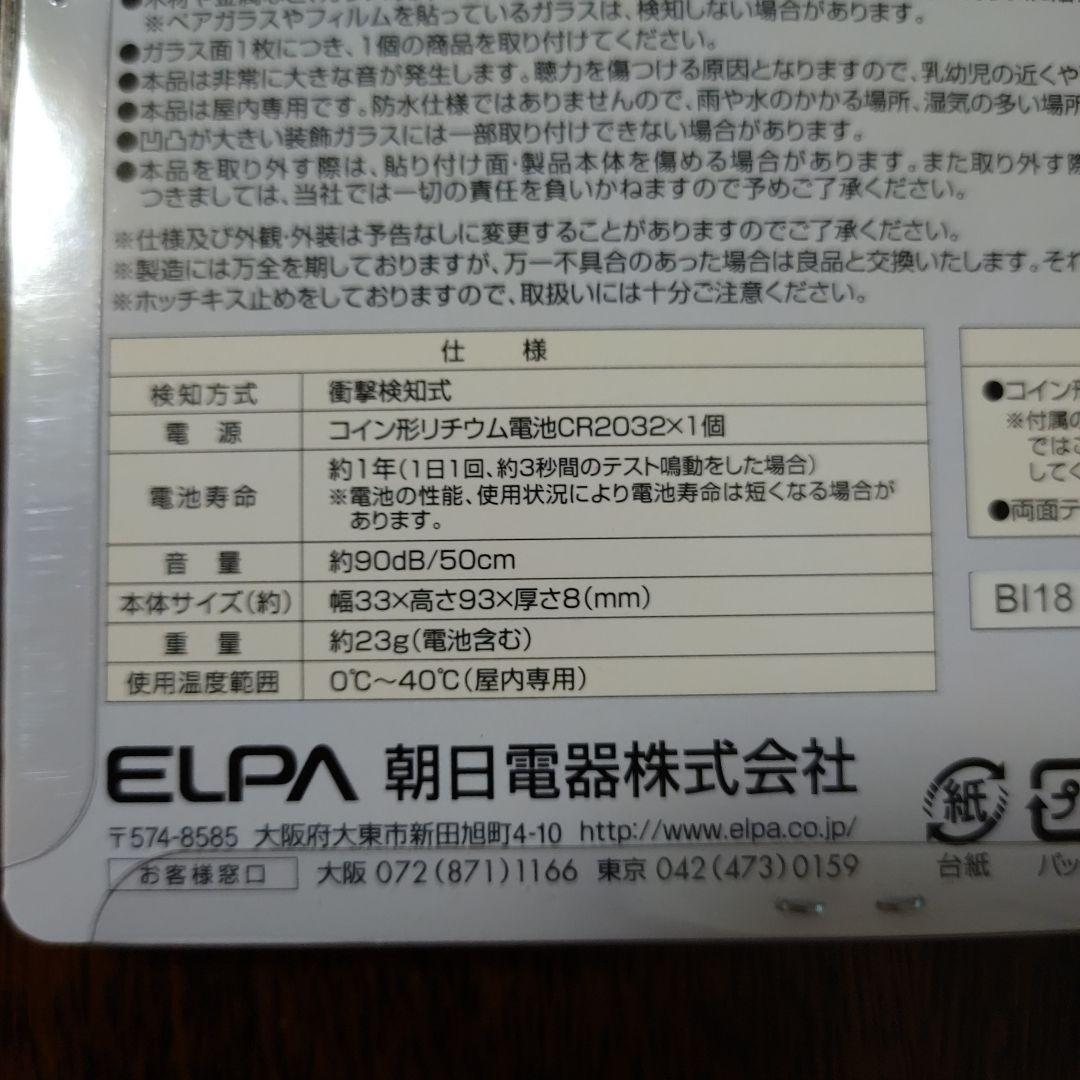 ※ペアガラスやフィルムを貼っているガラスは、検知しない場合があります。
●ガラス面1枚につき、1個の商品を取り付けてください。
●本品は非常に大きな音が発生します。聴力を傷つける原因となりますので、乳幼児の近くや
●本品は屋内専用です。防水仕様ではありませんので、雨や水のかかる場所、湿気の多い場所
●凹凸が大きい装飾ガラスには一部取り付けできない場合があります。
●本品を取り外す際は、貼り付け面・製品本体を傷める場合があります。また取り外す際
つきましては、当社では一切の責任を負いかねますので予めご了承ください。
※仕様及び外観・外装は予告なしに変更することがありますのでご了承ください。
※製造には万全を期しておりますが、万一不具合のあった場合は良品と交換いたします。それ
※ホッチキス止めをしておりますので、取扱いには十分ご注意ください。
仕 様
検知方式 衝撃検知式
電 源 コイン形リチウム電池CR2032×1個
電池寿命 約1年(1日1回、約3秒間のテスト鳴動をした場合)
※電池の性能、使用状況により電池寿命は短くなる場合が
あります。
音 量 約90dB/50cm
本体サイズ(約) 幅33×高さ93×厚さ8(mm)
重 量 約23g(電池含む)
使用温度範囲 0℃〜40℃(屋内専用)
●コイン形
※付属の
ではこ
してく
●両面テ
BI18
ELPA 朝日電器株式会社
〒574-8585 大阪府大東市新田旭町4-10 http://www.elpa.co.jp/
お客様窓口 大阪 072(871)1166 東京 042(473)0159
紙
台紙
プ
パッ